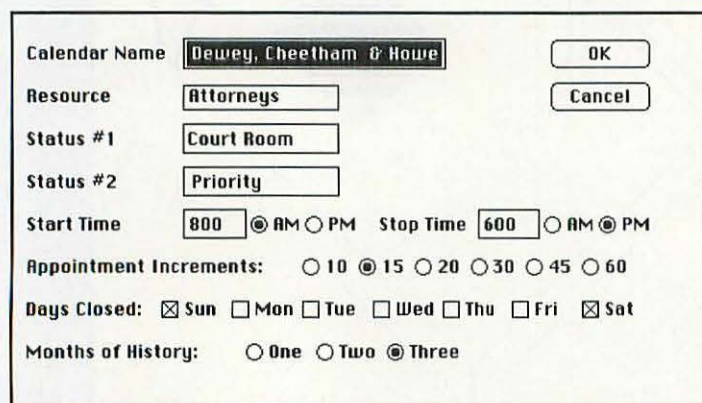 Calendar Name Dewey, Cheetham & Howe OK
Resource Attorneys Cancel
Status #1 Court Room
Status #2 Priority
Start Time 800 AM PM Stop Time 600 AM PM
Appointment Increments: 10 15 20 30 45 60
Days Closed: Sun Mon Tue Wed Thu Fri Sat
Months of History: One Two Three